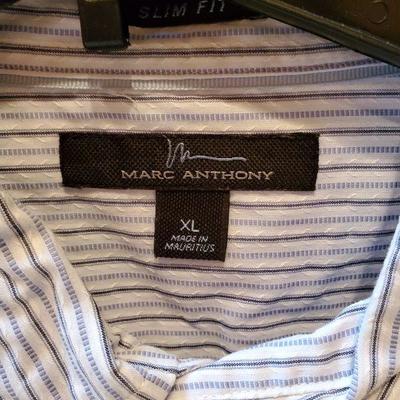 SLIM FIT
MARC ANTHONY
XL
MADE IN
MAURITIUS